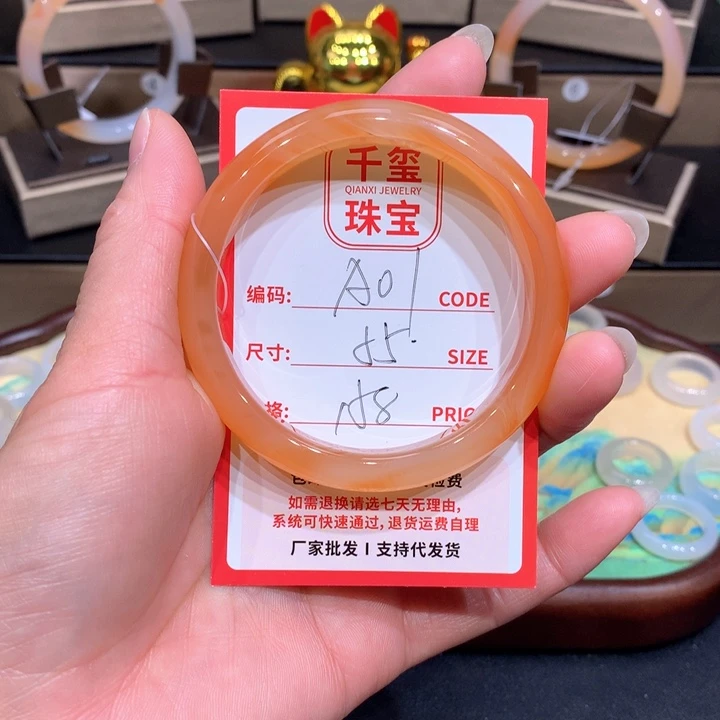 千玺
QIANXI JEWELRY
珠宝
编码: A01 CODE
尺寸: 55. SIZE
格: PRIC
如需退换请选七天无理由,
系统可快速通过, 退货运费自理
厂家批发 I 支持代发货